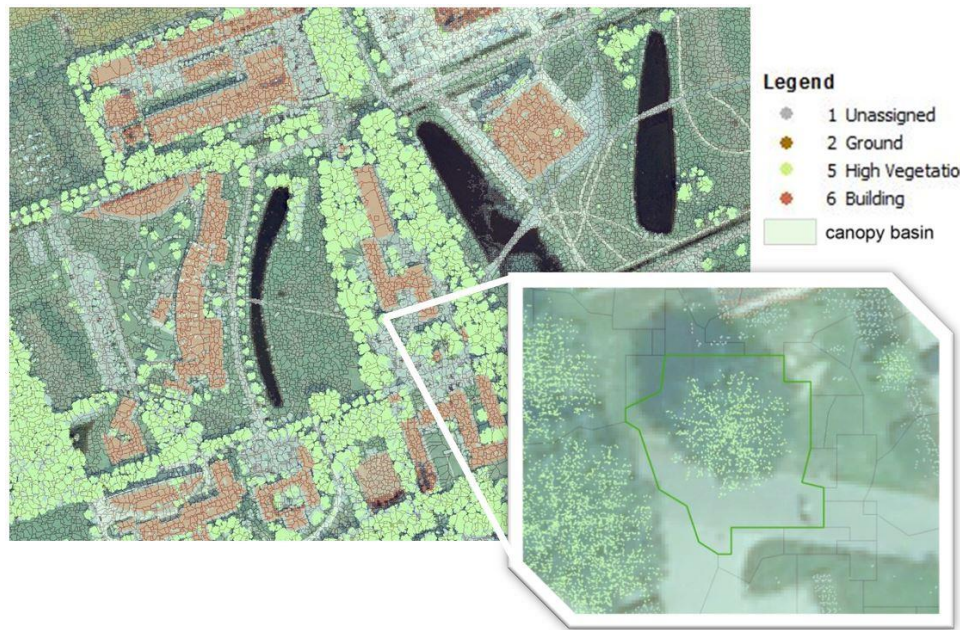 Legend
1 Unassigned
2 Ground
5 High Vegetatio
6 Building
canopy basin